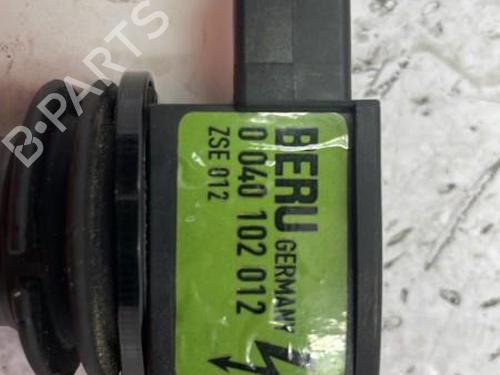 B-PARTS
BERU GERMANY
0 040 102 012
ZSE 012